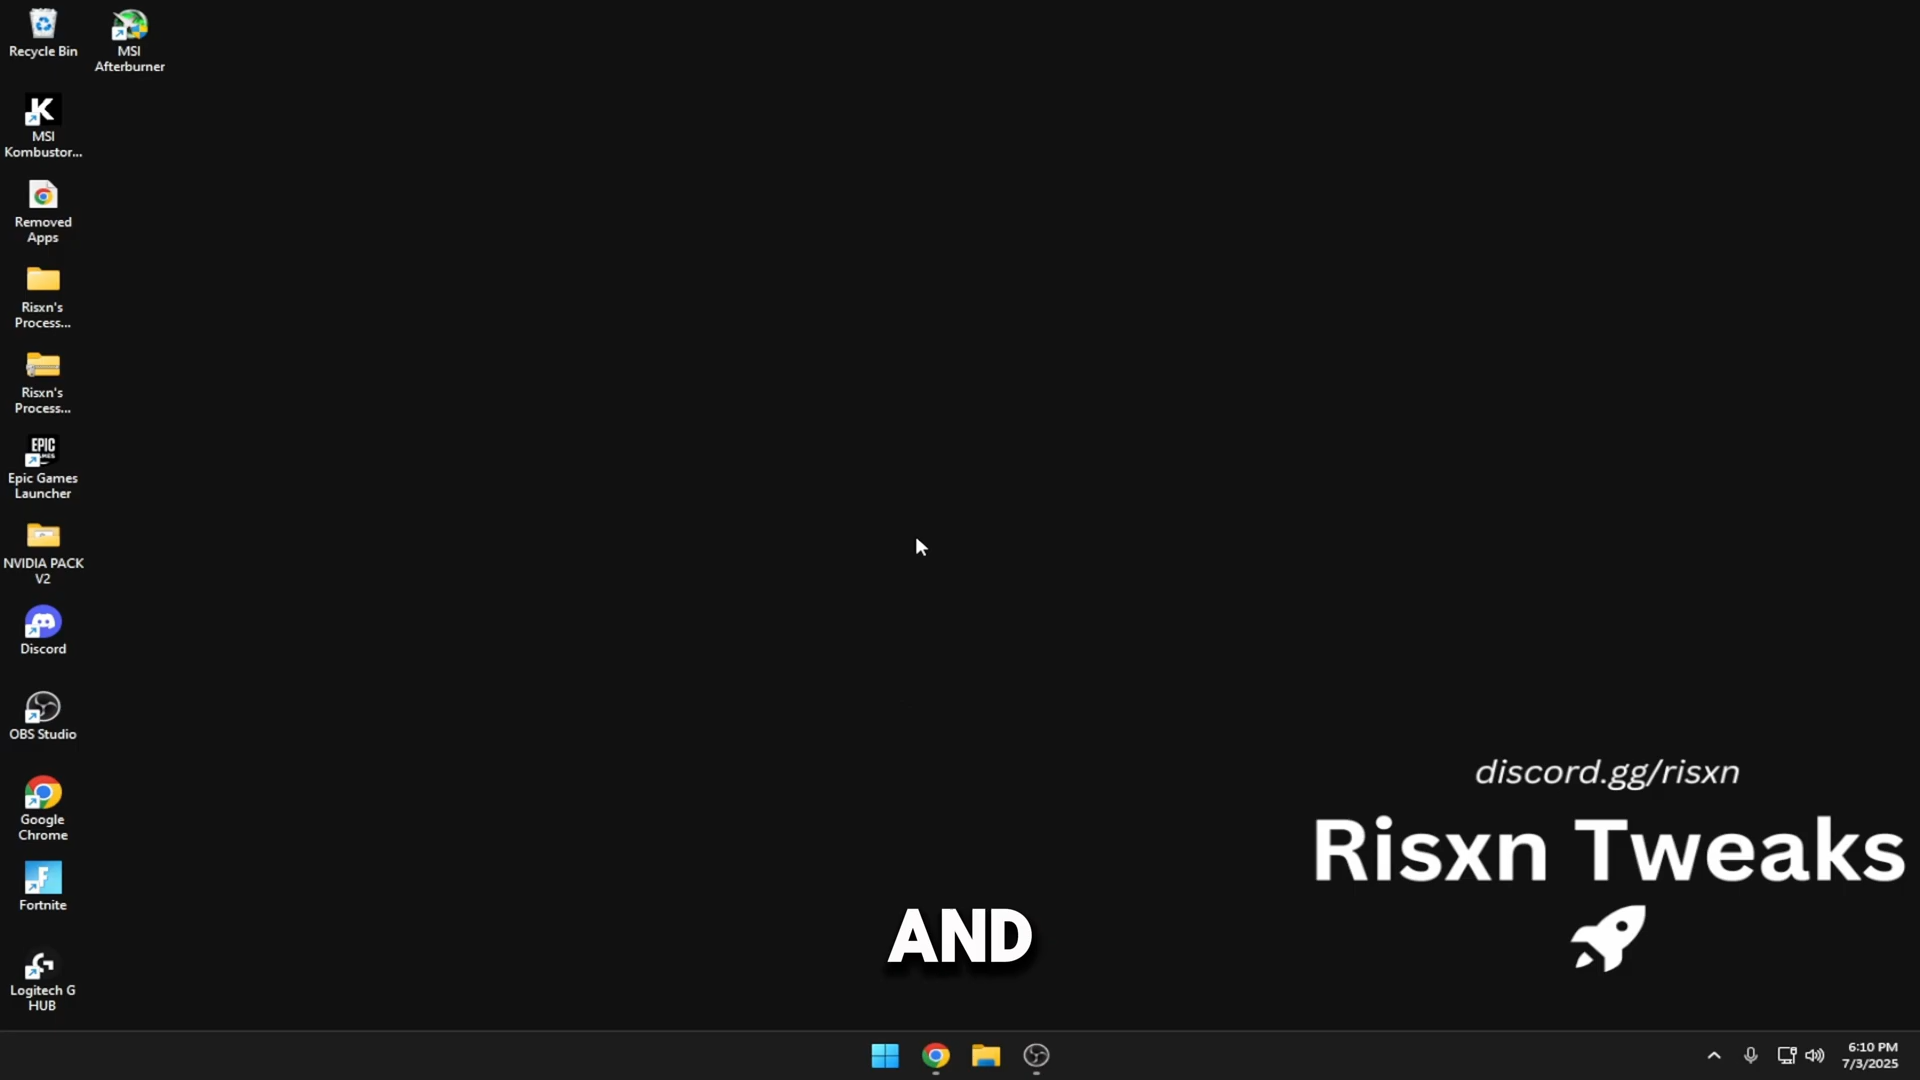 Recycle Bin
MSI
Afterburner
K
MSI
Kombustor...
Removed
Apps
Risxn's
Process...
Risxn's
Process...
EPIC
GAMES
Epic Games
Launcher
NVIDIA PACK
V2
Discord
OBS Studio
Google
Chrome
F
Fortnite
G
Logitech G
HUB
discord.gg/risxn
Risxn Tweaks
AND
6:10 PM
7/3/2025